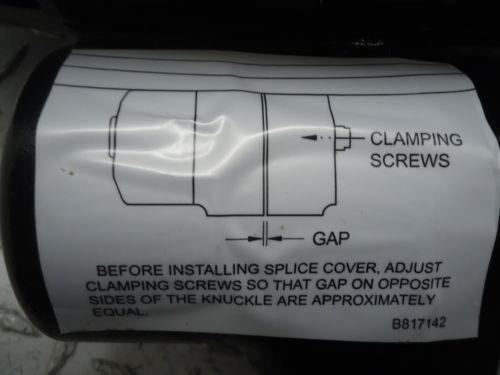 CLAMPING
SCREWS
GAP
BEFORE INSTALLING SPLICE COVER, ADJUST
CLAMPING SCREWS SO THAT GAP ON OPPOSITE
SIDES OF THE KNUCKLE ARE APPROXIMATELY
EQUAL.
B817142